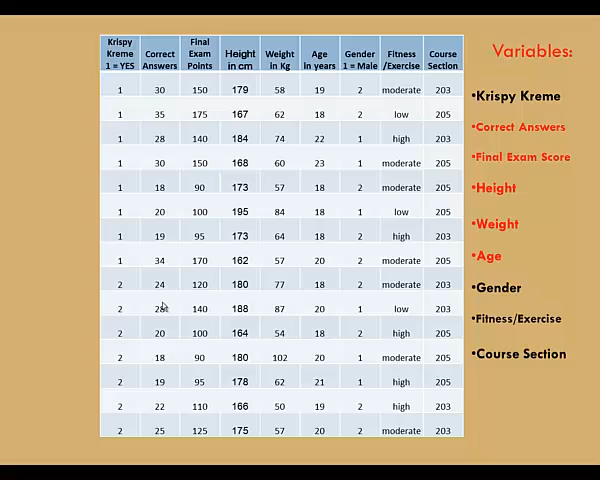 Krispy Kreme 1 = YES Correct Answers Final Exam Points Height in cm Weight in Kg Age in years Gender 1 = Male Fitness /Exercise Course Section
1 30 150 179 58 19 2 moderate 203
1 35 175 167 62 18 2 low 205
1 28 140 184 74 22 1 high 203
1 30 150 168 60 23 1 moderate 205
1 18 90 173 57 18 2 moderate 205
1 20 100 195 84 18 1 low 205
1 19 95 173 64 18 2 high 203
1 34 170 162 57 20 2 moderate 205
2 24 120 180 77 18 2 moderate 203
2 28 140 188 87 20 1 low 203
2 20 100 164 54 18 2 high 205
2 18 90 180 102 20 1 moderate 205
2 19 95 178 62 21 1 high 205
2 22 110 166 50 19 2 high 203
2 25 125 175 57 20 2 moderate 203
Variables:
•Krispy Kreme
•Correct Answers
•Final Exam Score
•Height
•Weight
•Age
•Gender
•Fitness/Exercise
•Course Section